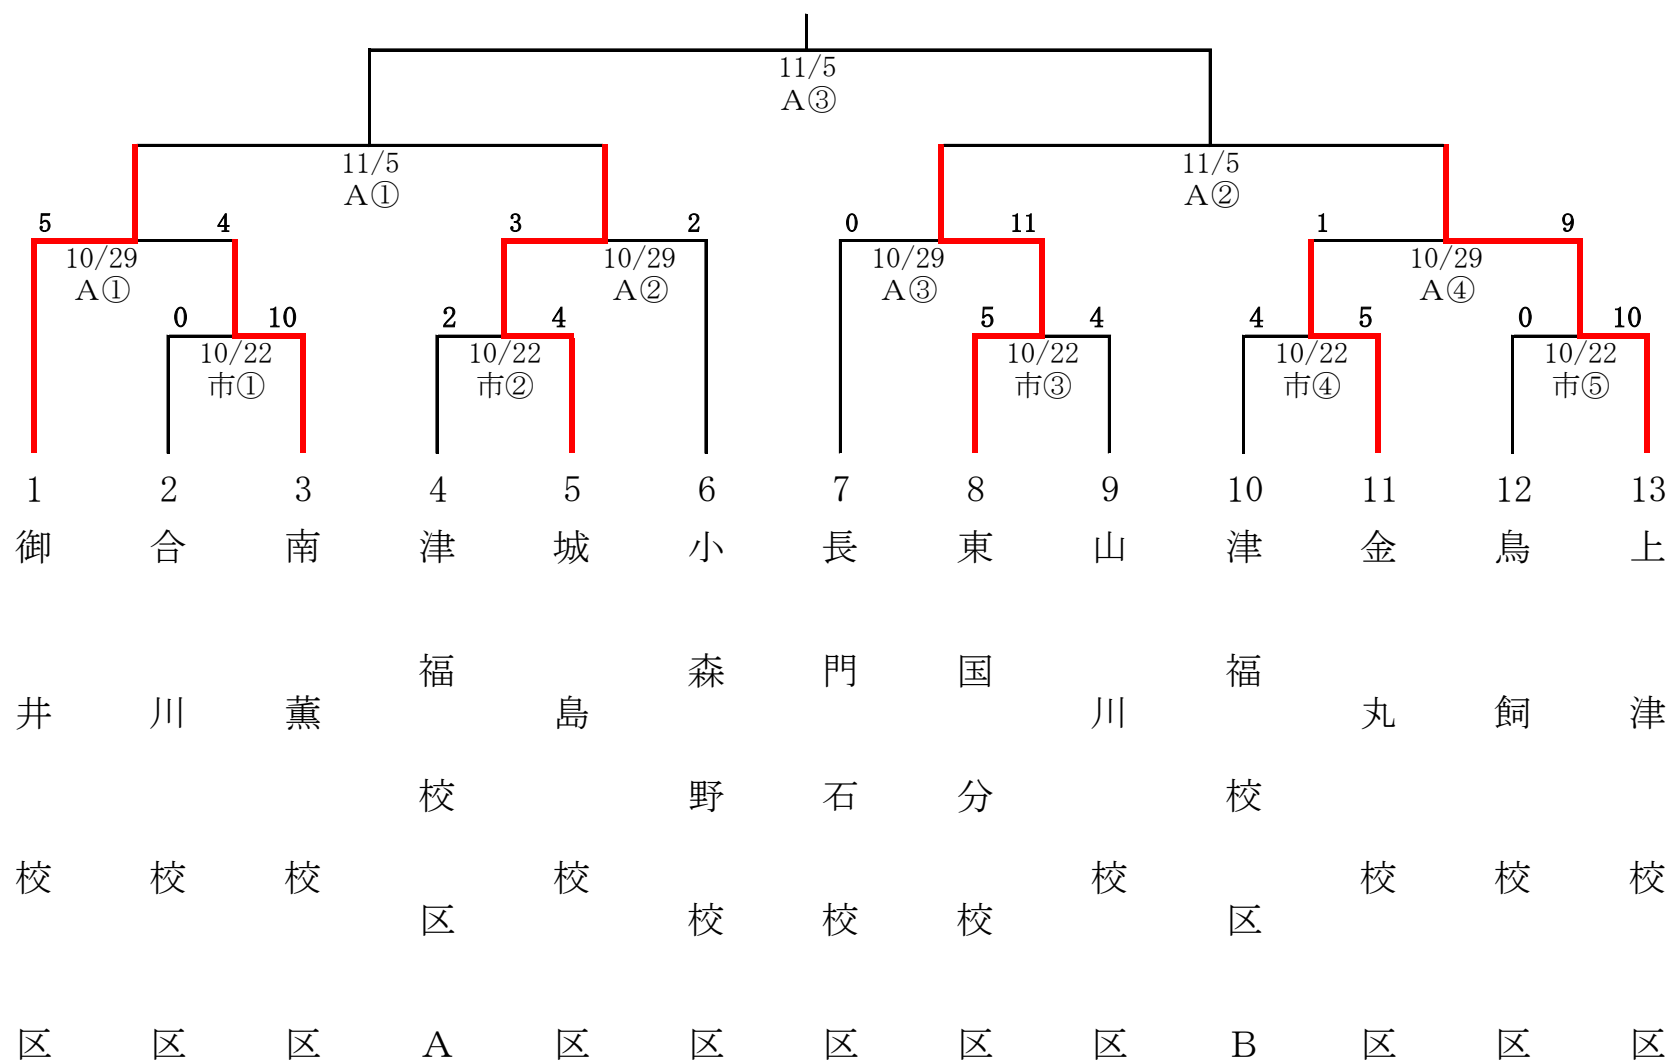 11/5
A③
11/5
A①
11/5
A②
5 4 3 2 0 11 1 9
10/29 10/29 10/29 10/29
A① A② A③ A④
0 10 2 4 5 4 4 5 0 10
10/22 10/22 10/22 10/22 10/22
市① 市② 市③ 市④ 市⑤
1 2 3 4 5 6 7 8 9 10 11 12 13
御井校区
合川校区
南薫校区
津福校区A
城島校区
小森野校区
長門石校区
東国分校区
山川校区
津福校区B
金丸校区
鳥飼校区
上津校区